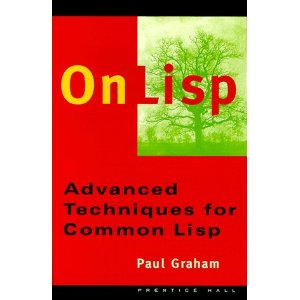 On Lisp
Advanced
Techniques for
Common Lisp
Paul Graham
PRENTICE HALL